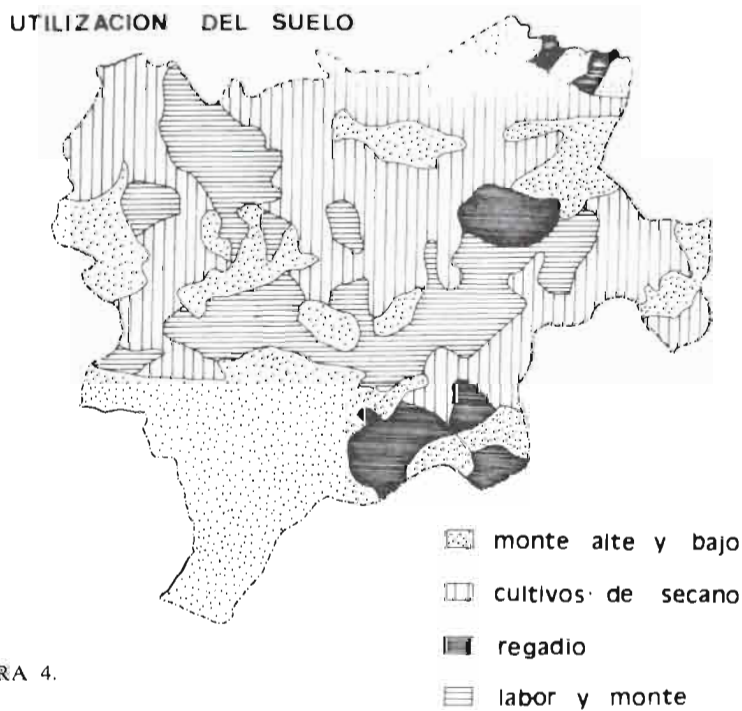 UTILIZACION DEL SUELO
monte alte y bajo
cultivos de secano
regadio
labor y monte
RA 4.